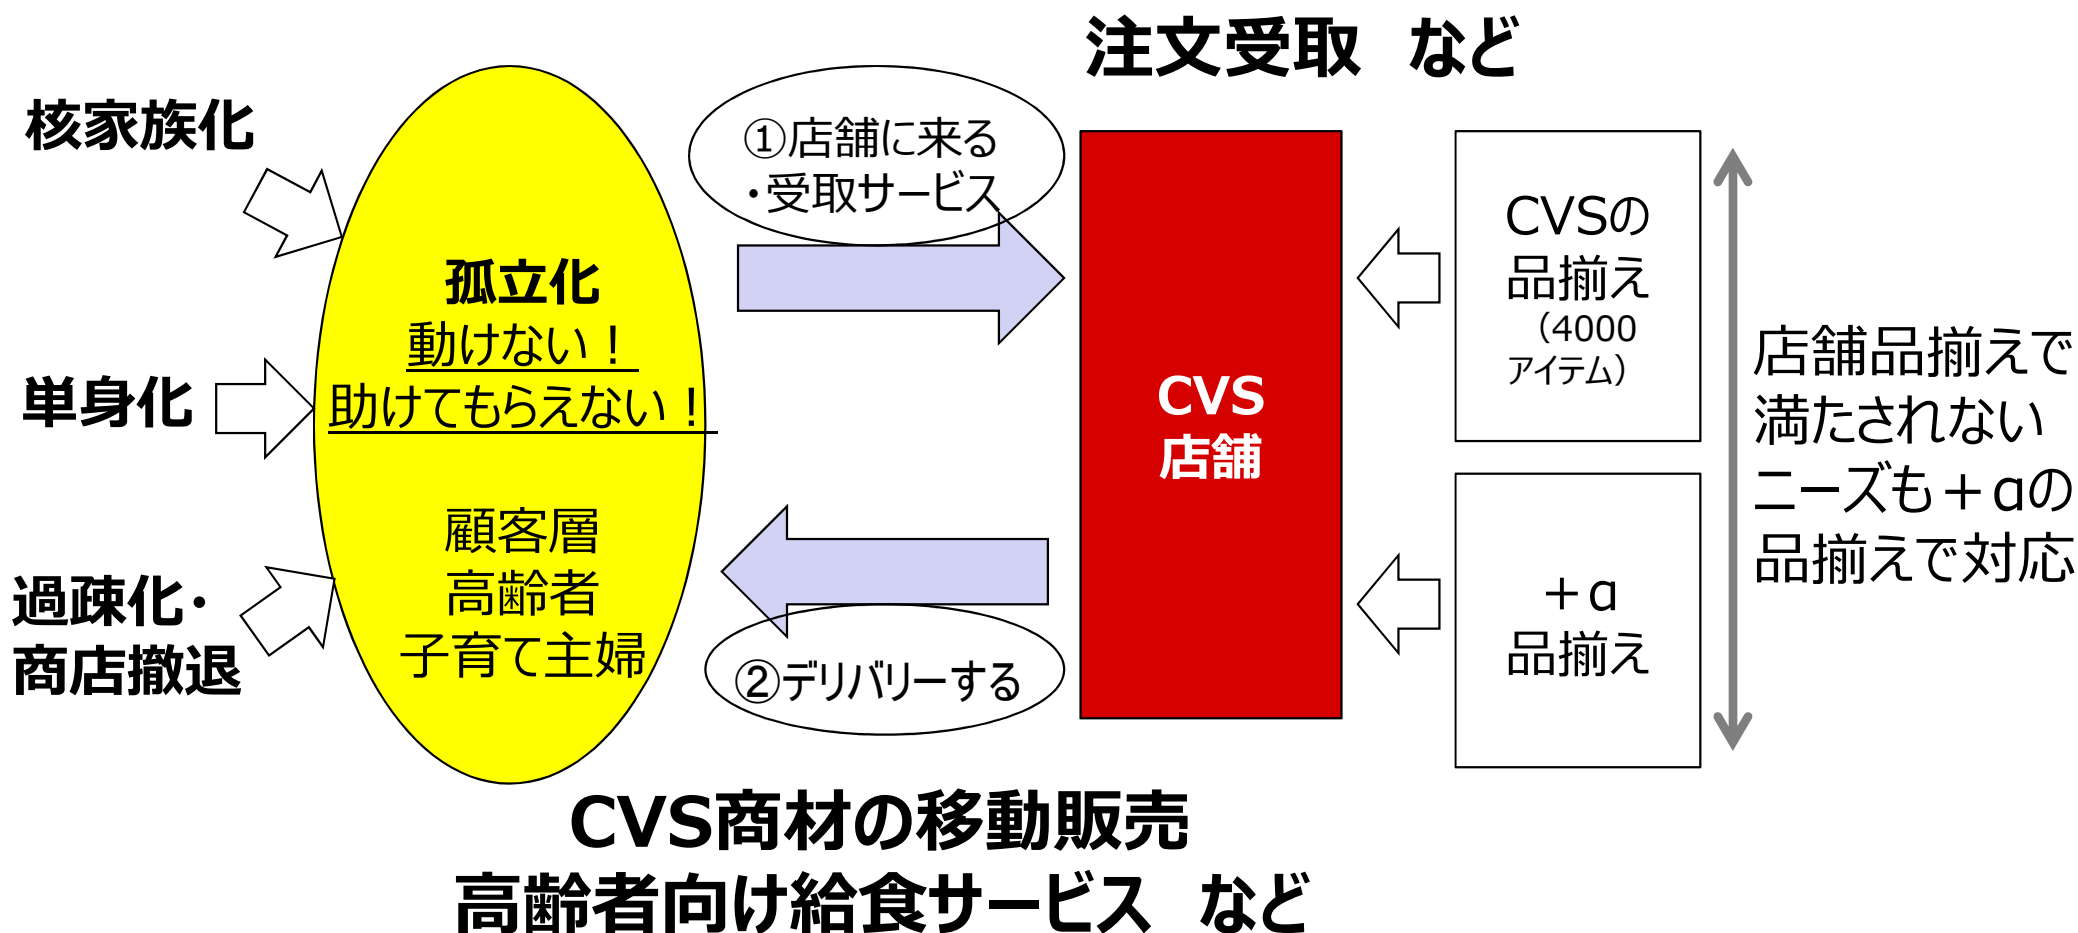 注文受取　など
核家族化
単身化
過疎化・
商店撤退
孤立化
動けない！
助けてもらえない！
顧客層
高齢者
子育て主婦
①店舗に来る
・受取サービス
②デリバリーする
CVS
店舗
CVSの
品揃え
（4000
アイテム）
＋α
品揃え
店舗品揃えで
満たされない
ニーズも＋αの
品揃えで対応
CVS商材の移動販売
高齢者向け給食サービス　など